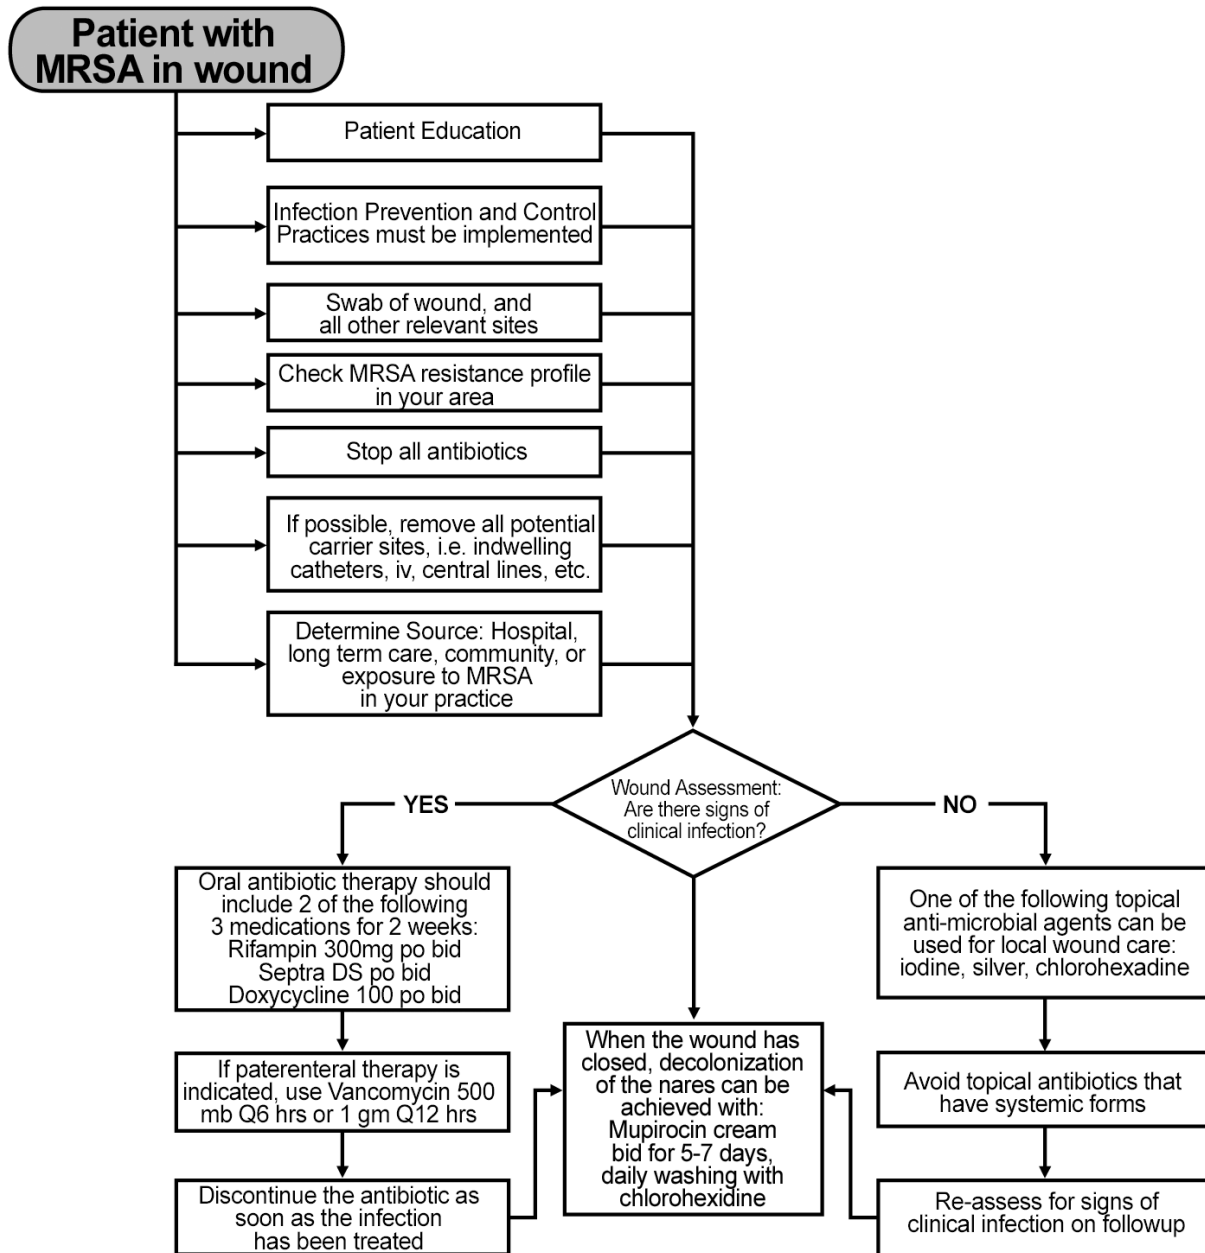 Patient with
MRSA in wound
Patient Education
Infection Prevention and Control
Practices must be implemented
Swab of wound, and
all other relevant sites
Check MRSA resistance profile
in your area
Stop all antibiotics
If possible, remove all potential
carrier sites, i.e. indwelling
catheters, iv, central lines, etc.
Determine Source: Hospital,
long term care, community, or
exposure to MRSA
in your practice
Wound Assessment:
Are there signs of
clinical infection?
YES
NO
Oral antibiotic therapy should
include 2 of the following
3 medications for 2 weeks:
Rifampin 300mg po bid
Septra DS po bid
Doxycycline 100 po bid
If paterenteral therapy is
indicated, use Vancomycin 500
mb Q6 hrs or 1 gm Q12 hrs
Discontinue the antibiotic as
soon as the infection
has been treated
When the wound has
closed, decolonization
of the nares can be
achieved with:
Mupirocin cream
bid for 5-7 days,
daily washing with
chlorohexidine
One of the following topical
anti-microbial agents can be
used for local wound care:
iodine, silver, chlorohexadine
Avoid topical antibiotics that
have systemic forms
Re-assess for signs of
clinical infection on followup